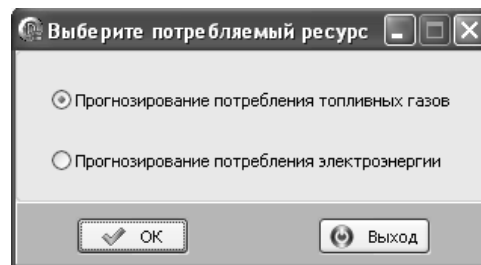 Выберите потребляемый ресурс
Прогнозирование потребления топливных газов
Прогнозирование потребления электроэнергии
ОК
Выход